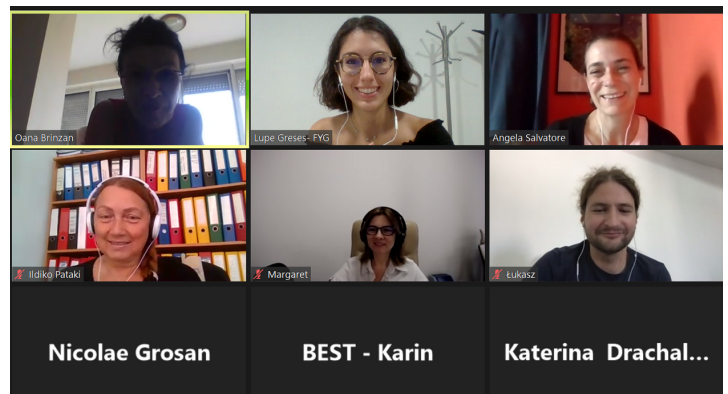 Oana Brinzan
Lupe Greses- FYG
Angela Salvatore
Ildiko Pataki
Margaret
Łukasz
Nicolae Grosan
BEST - Karin
Katerina Drachal...